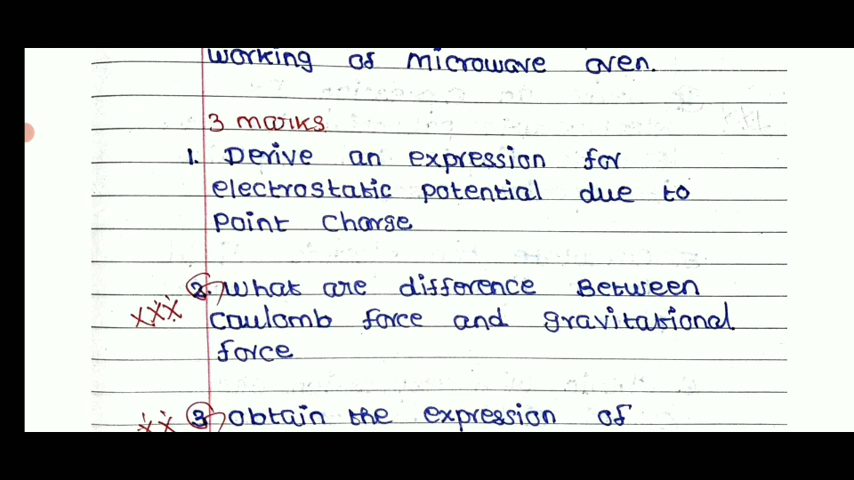 working of microwave oven.
3 marks
1. Derive an expression for
electrostatic potential due to
Point charge
XXX 2. What are difference Between
Coulomb force and gravitational
force
XX 3 obtain the expression of